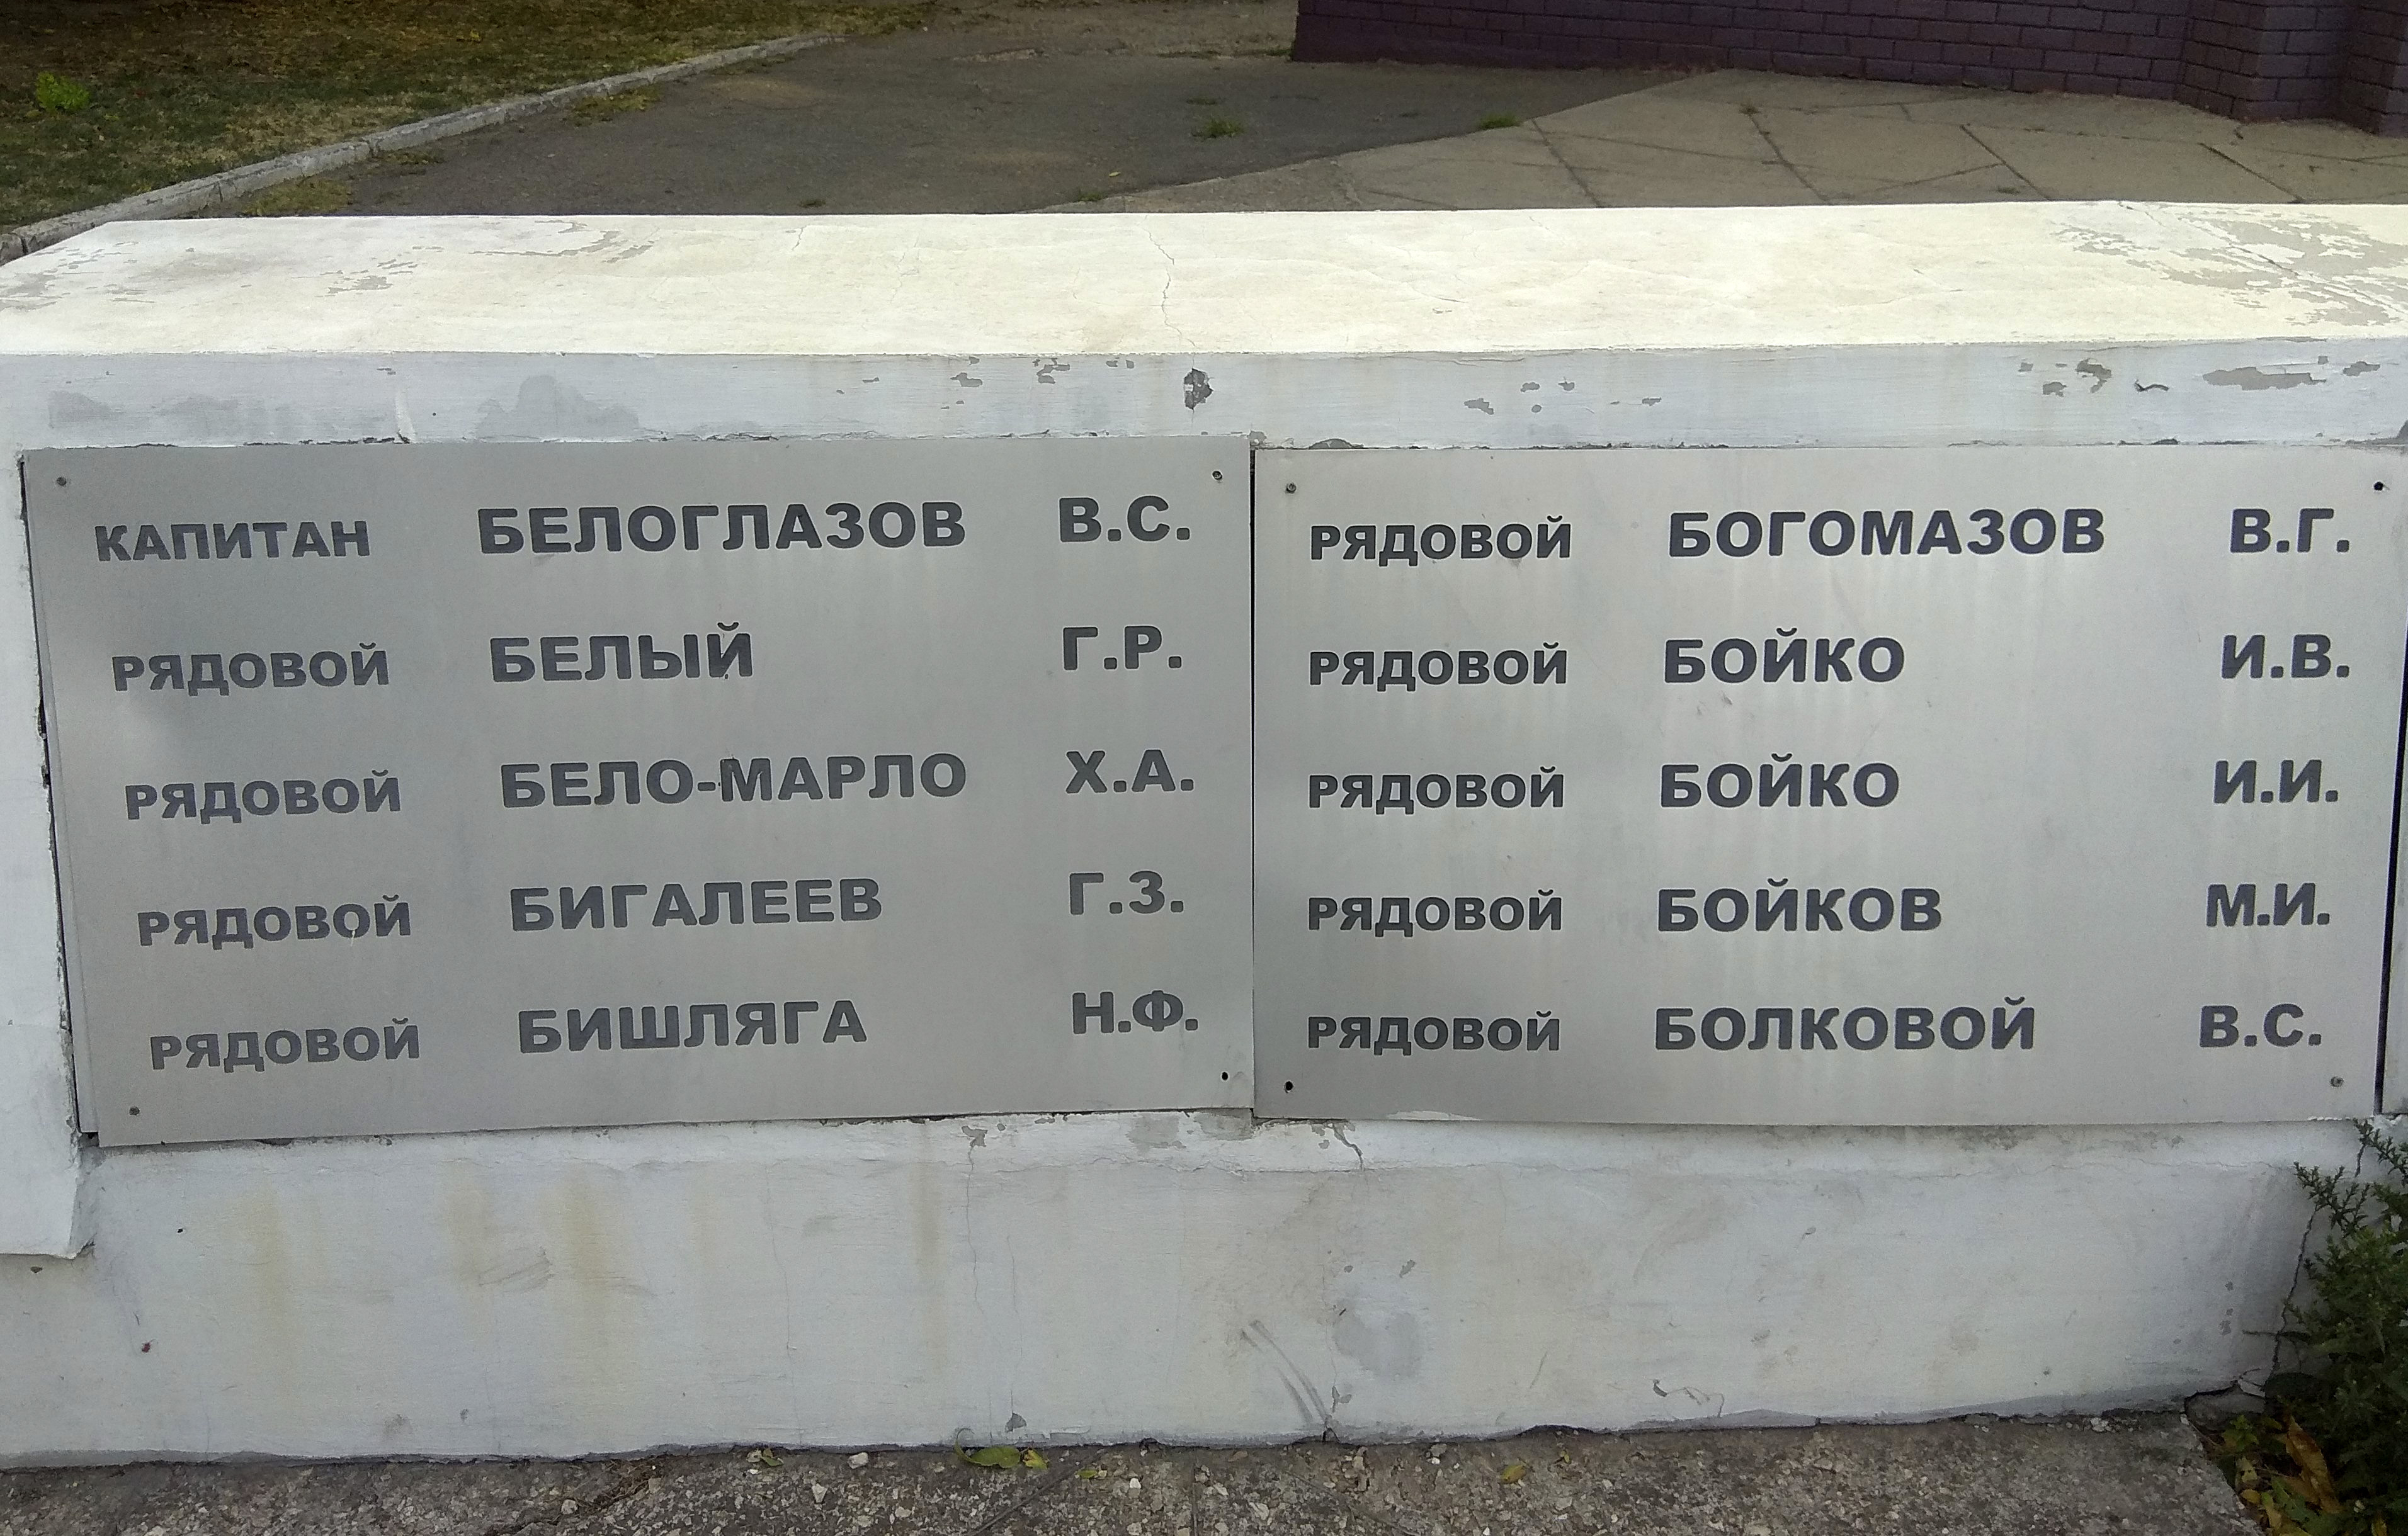 КАПИТАН БЕЛОГЛАЗОВ В.С.
РЯДОВОЙ БЕЛЫЙ Г.Р.
РЯДОВОЙ БЕЛО-МАРЛО Х.А.
РЯДОВОЙ БИГАЛЕЕВ Г.З.
РЯДОВОЙ БИШЛЯГА Н.Ф.
РЯДОВОЙ БОГОМАЗОВ В.Г.
РЯДОВОЙ БОЙКО И.В.
РЯДОВОЙ БОЙКО И.И.
РЯДОВОЙ БОЙКОВ М.И.
РЯДОВОЙ БОЛКОВОЙ В.С.